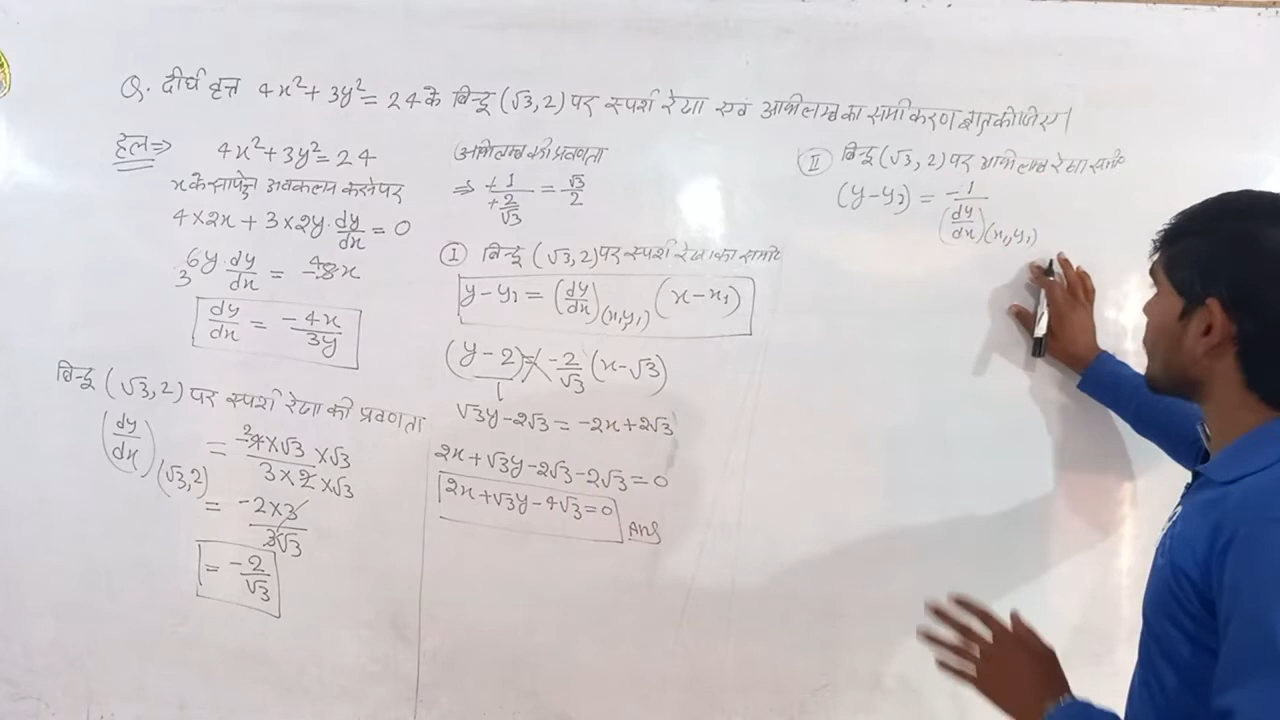 Q. दीर्घ वृत्त 4x²+3y²=24 के बिन्दू (√3,2) पर स्पर्श रेखा एवं अभिलम्ब का समीकरण ज्ञात कीजिए।
हल⇒
4x²+3y²=24
x के सापेक्ष अवकलन करने पर
4×2x+3×2y·dy/dx=0
6y·dy/dx = -8x
3 4
dy/dx = -4x/3y
बिन्दू (√3,2) पर स्पर्श रेखा की प्रवणता
(dy/dx)(√3,2) = -4×√3/3×2 ×√3/×√3
2
= -2×3/3√3
= -2/√3
अभिलम्ब की प्रवणता
⇒ +1/+2/√3 = √3/2
I बिन्दू (√3,2) पर स्पर्श रेखा का समी०
y-y₁=(dy/dx)(x₁,y₁)(x-x₁)
(y-2)=-2/√3(x-√3)
1
√3y-2√3=-2x+2√3
2x+√3y-2√3-2√3=0
2x+√3y-4√3=0
Ans
II बिन्दू (√3,2) पर अभिलम्ब रेखा समी०
(y-y₁)=-1/(dy/dx)(x₁,y₁)